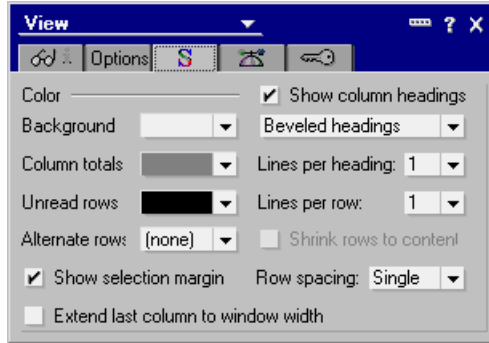 View ? X
Options S
Color Show column headings
Background Beveled headings
Column totals Lines per heading: 1
Unread rows Lines per row: 1
Alternate rows (none) Shrink rows to content
Show selection margin Row spacing: Single
Extend last column to window width